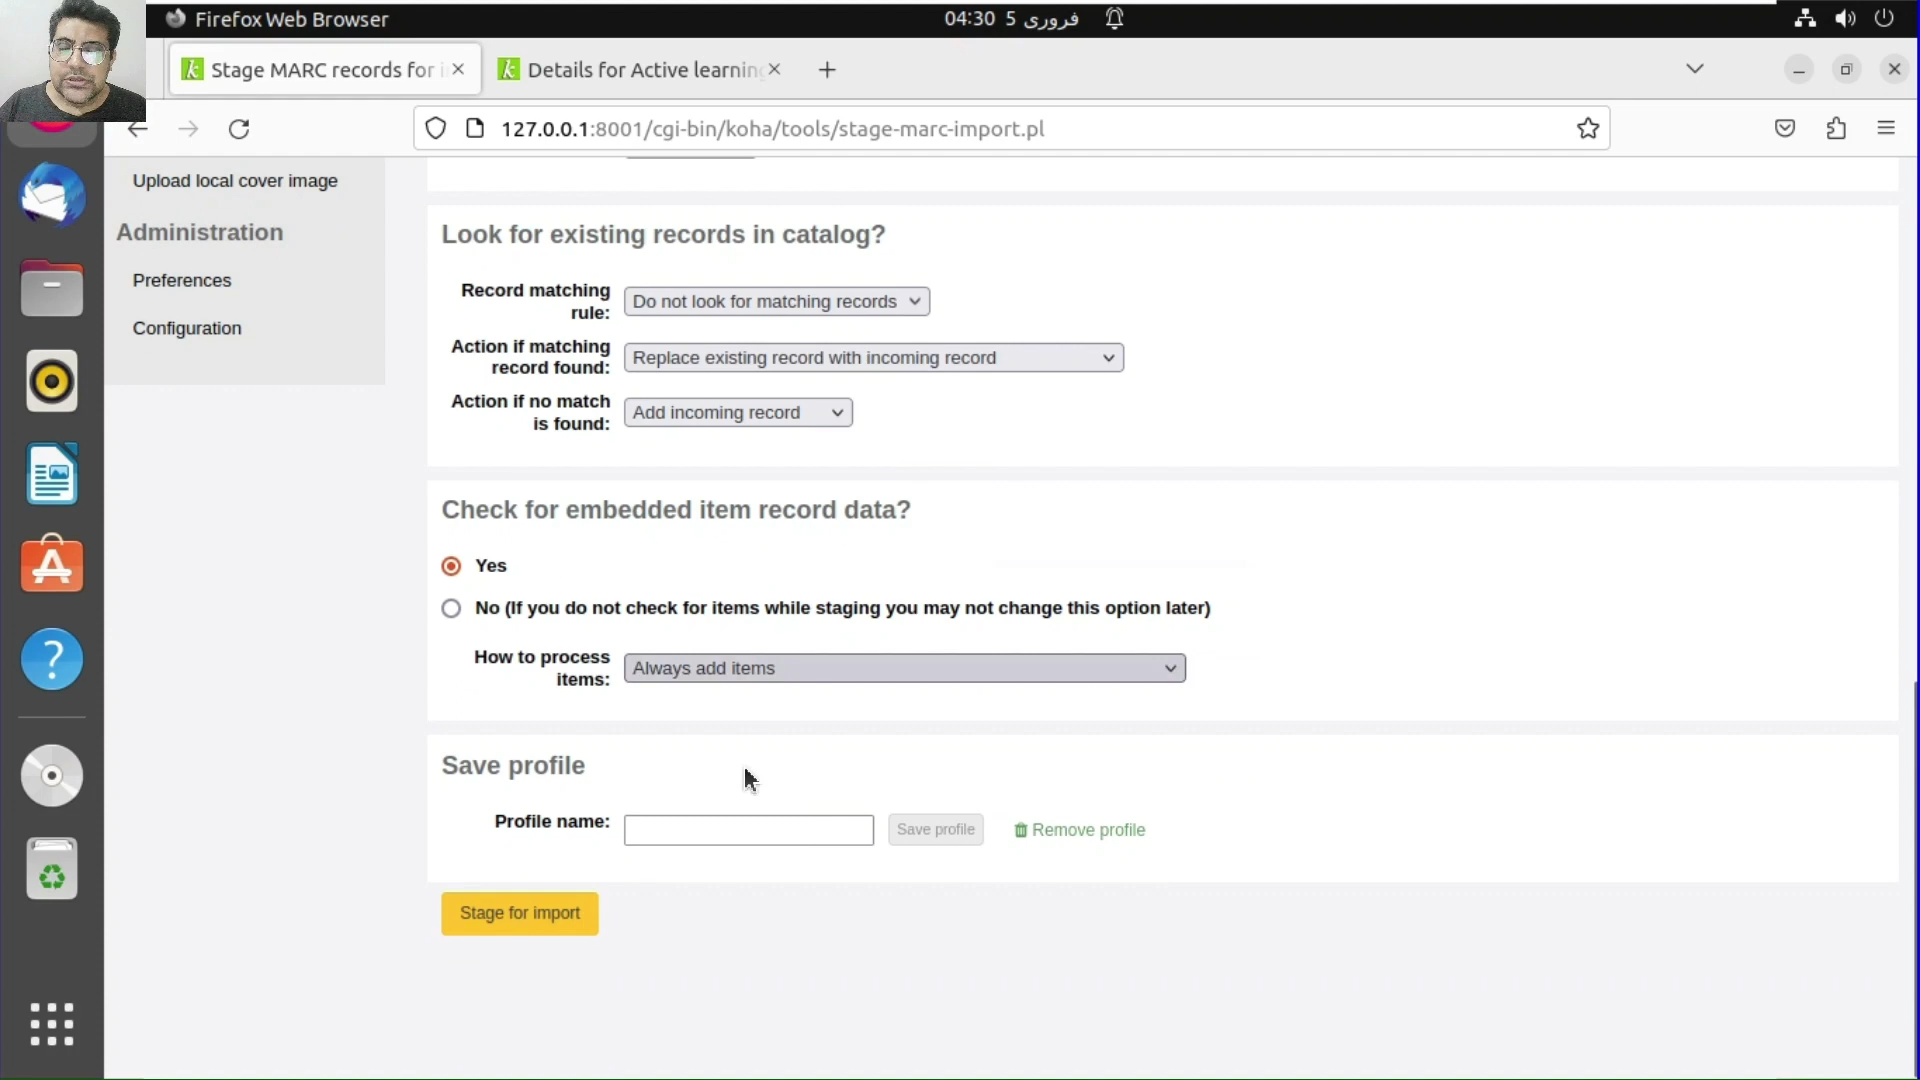 Firefox Web Browser
04:30 5 فروری
Stage MARC records for i
Details for Active learning
127.0.0.1:8001/cgi-bin/koha/tools/stage-marc-import.pl
Upload local cover image
Administration
Preferences
Configuration
Look for existing records in catalog?
Record matching rule: Do not look for matching records
Action if matching record found: Replace existing record with incoming record
Action if no match is found: Add incoming record
Check for embedded item record data?
Yes
No (If you do not check for items while staging you may not change this option later)
How to process items: Always add items
Save profile
Profile name: Save profile Remove profile
Stage for import